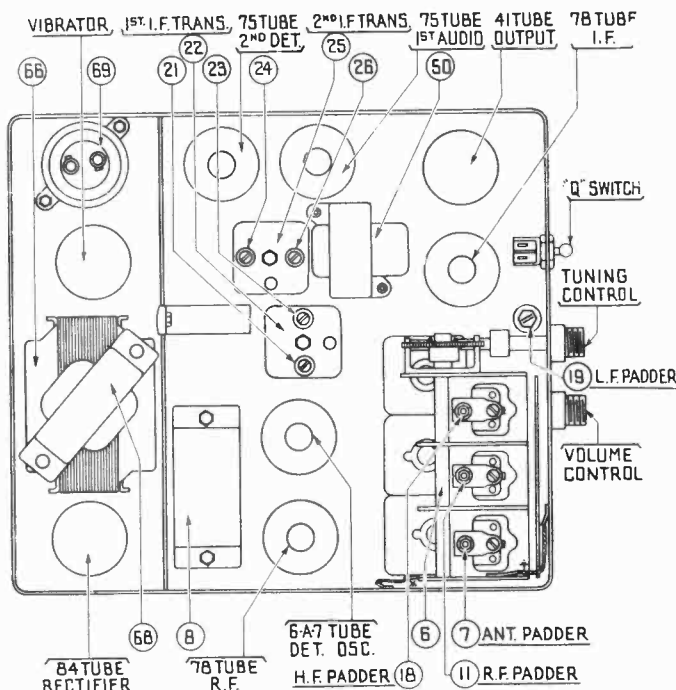 VIBRATOR
1ST. I.F. TRANS.
75 TUBE
2ND DET.
2ND I.F. TRANS.
75 TUBE
1ST AUDIO
41 TUBE
OUTPUT
78 TUBE
I.F.
66
69
21
22
23
24
25
26
50
"Q" SWITCH
TUNING
CONTROL
19 L.F. PADDER
VOLUME
CONTROL
84 TUBE
RECTIFIER
68
8
78 TUBE
R.F.
6-A-7 TUBE
DET. OSC.
6
7 ANT. PADDER
H.F. PADDER 18
11 R.F. PADDER